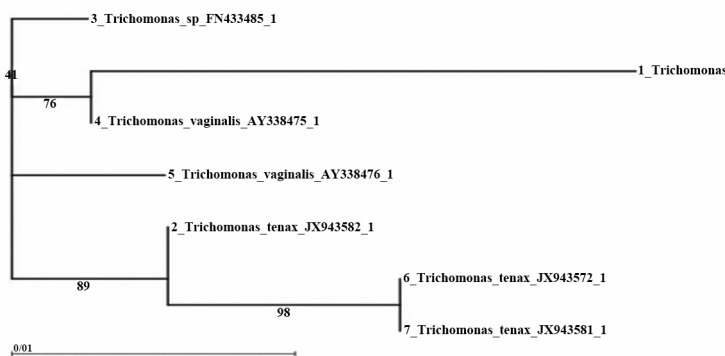 3_Trichomonas_sp_FN433485_1
1_Trichomonas
41
76
4_Trichomonas_vaginalis_AY338475_1
5_Trichomonas_vaginalis_AY338476_1
2_Trichomonas_tenax_JX943582_1
6_Trichomonas_tenax_JX943572_1
89
98
7_Trichomonas_tenax_JX943581_1
0/01